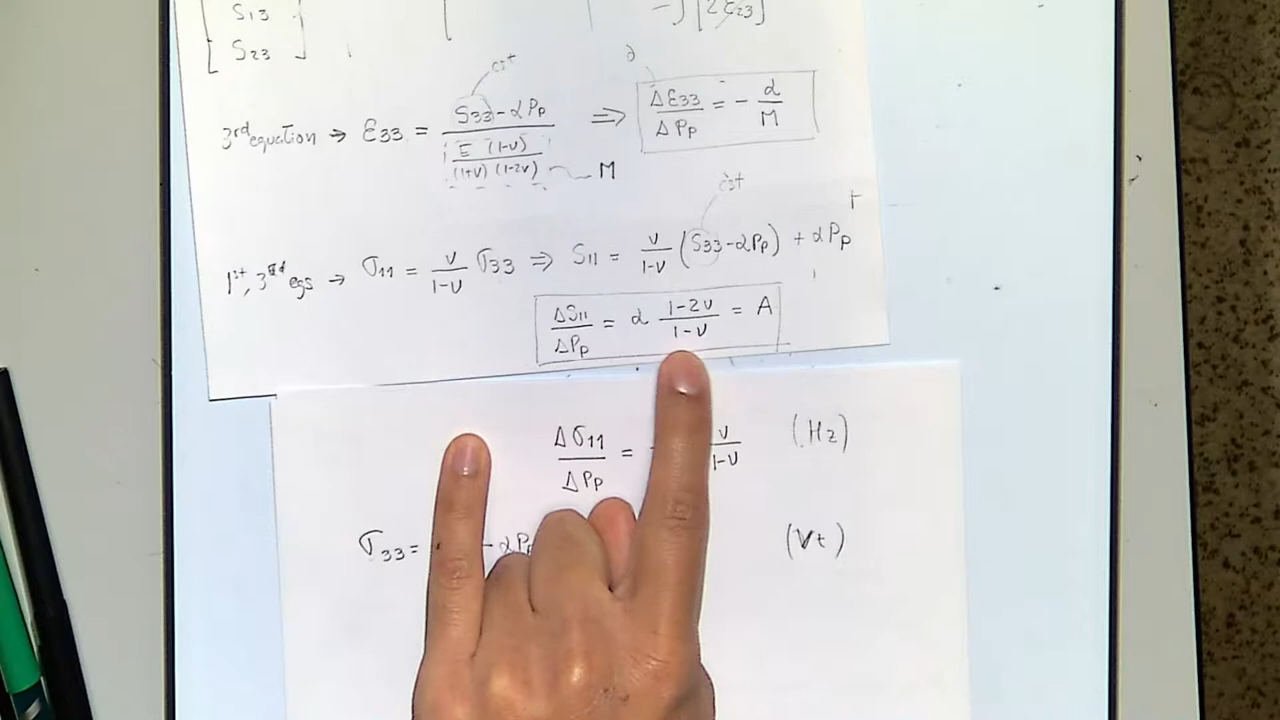 S13
S23
2 ε23
cst
∂
3rd equation → ε33 = (S33 - αPp) / (E (1-ν) / (1+ν) (1-2ν)) M ⇒ Δε33 / ΔPp = - α / M
cst
1st, 3rd eqs → σ11 = ν / (1-ν) σ33 ⇒ S11 = ν / (1-ν) (S33 - αPp) + αPp
ΔS11 / ΔPp = α (1-2ν) / (1-ν) = A
Δσ11 / ΔPp = ν / (1-ν) (Hz)
σ33 = - αPp (Vt)